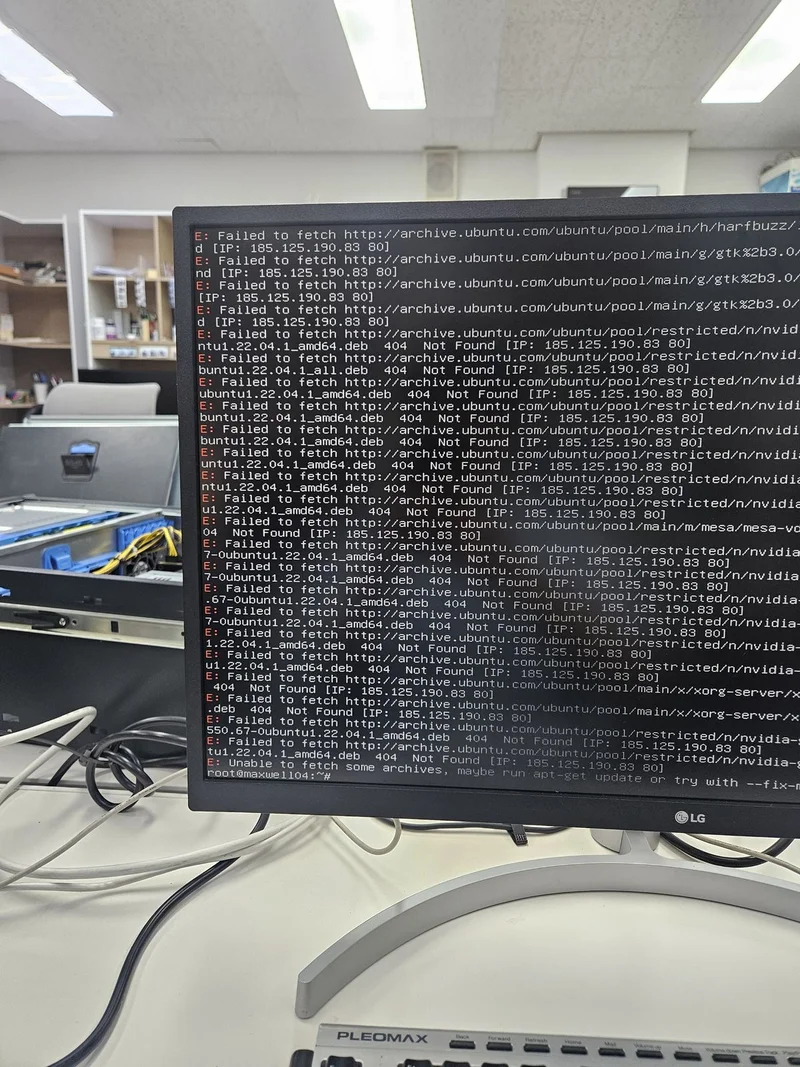 E: Failed to fetch http://archive.ubuntu.com/ubuntu/pool/main/h/harfbuzz/
d [IP: 185.125.190.83 80]
E: Failed to fetch http://archive.ubuntu.com/ubuntu/pool/main/g/gtk%2b3.0/
nd [IP: 185.125.190.83 80]
E: Failed to fetch http://archive.ubuntu.com/ubuntu/pool/main/g/gtk%2b3.0/
[IP: 185.125.190.83 80]
E: Failed to fetch http://archive.ubuntu.com/ubuntu/pool/main/g/gtk%2b3.0/
d [IP: 185.125.190.83 80]
E: Failed to fetch http://archive.ubuntu.com/ubuntu/pool/restricted/n/nvid
ntu1.22.04.1_amd64.deb 404 Not Found [IP: 185.125.190.83 80]
E: Failed to fetch http://archive.ubuntu.com/ubuntu/pool/restricted/n/nvid
buntu1.22.04.1_all.deb 404 Not Found [IP: 185.125.190.83 80]
E: Failed to fetch http://archive.ubuntu.com/ubuntu/pool/restricted/n/nvidi
ubuntu1.22.04.1_amd64.deb 404 Not Found [IP: 185.125.190.83 80]
E: Failed to fetch http://archive.ubuntu.com/ubuntu/pool/restricted/n/nvidi
buntu1.22.04.1_amd64.deb 404 Not Found [IP: 185.125.190.83 80]
E: Failed to fetch http://archive.ubuntu.com/ubuntu/pool/restricted/n/nvidi
buntu1.22.04.1_amd64.deb 404 Not Found [IP: 185.125.190.83 80]
E: Failed to fetch http://archive.ubuntu.com/ubuntu/pool/restricted/n/nvidi
untu1.22.04.1_amd64.deb 404 Not Found [IP: 185.125.190.83 80]
E: Failed to fetch http://archive.ubuntu.com/ubuntu/pool/restricted/n/nvidi
ntu1.22.04.1_amd64.deb 404 Not Found [IP: 185.125.190.83 80]
E: Failed to fetch http://archive.ubuntu.com/ubuntu/pool/restricted/n/nvidi
u1.22.04.1_amd64.deb 404 Not Found [IP: 185.125.190.83 80]
E: Failed to fetch http://archive.ubuntu.com/ubuntu/pool/main/m/mesa/mesa-v
04 Not Found [IP: 185.125.190.83 80]
E: Failed to fetch http://archive.ubuntu.com/ubuntu/pool/restricted/n/nvidia
7-0ubuntu1.22.04.1_amd64.deb 404 Not Found [IP: 185.125.190.83 80]
E: Failed to fetch http://archive.ubuntu.com/ubuntu/pool/restricted/n/nvidia-
7-0ubuntu1.22.04.1_amd64.deb 404 Not Found [IP: 185.125.190.83 80]
E: Failed to fetch http://archive.ubuntu.com/ubuntu/pool/restricted/n/nvidia-
.67-0ubuntu1.22.04.1_amd64.deb 404 Not Found [IP: 185.125.190.83 80]
E: Failed to fetch http://archive.ubuntu.com/ubuntu/pool/restricted/n/nvidia-
7-0ubuntu1.22.04.1_amd64.deb 404 Not Found [IP: 185.125.190.83 80]
E: Failed to fetch http://archive.ubuntu.com/ubuntu/pool/restricted/n/nvidia-
1.22.04.1_amd64.deb 404 Not Found [IP: 185.125.190.83 80]
E: Failed to fetch http://archive.ubuntu.com/ubuntu/pool/restricted/n/nvidia-
u1.22.04.1_amd64.deb 404 Not Found [IP: 185.125.190.83 80]
E: Failed to fetch http://archive.ubuntu.com/ubuntu/pool/main/x/xorg-server/x
404 Not Found [IP: 185.125.190.83 80]
E: Failed to fetch http://archive.ubuntu.com/ubuntu/pool/main/x/xorg-server/x
.deb 404 Not Found [IP: 185.125.190.83 80]
E: Failed to fetch http://archive.ubuntu.com/ubuntu/pool/restricted/n/nvidia-
550.67-0ubuntu1.22.04.1_amd64.deb 404 Not Found [IP: 185.125.190.83 80]
E: Failed to fetch http://archive.ubuntu.com/ubuntu/pool/restricted/n/nvidia-
tu1.22.04.1_amd64.deb 404 Not Found [IP: 185.125.190.83 80]
E: Unable to fetch some archives, maybe run apt-get update or try with --fix-m
root@maxwell04:~#
LG
PLEOMAX
Back Forward Refresh Home Mail Volume up Mute